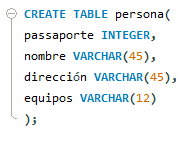 CREATE TABLE persona(
passaporte INTEGER,
nombre VARCHAR(45),
dirección VARCHAR(45),
equipos VARCHAR(12)
);